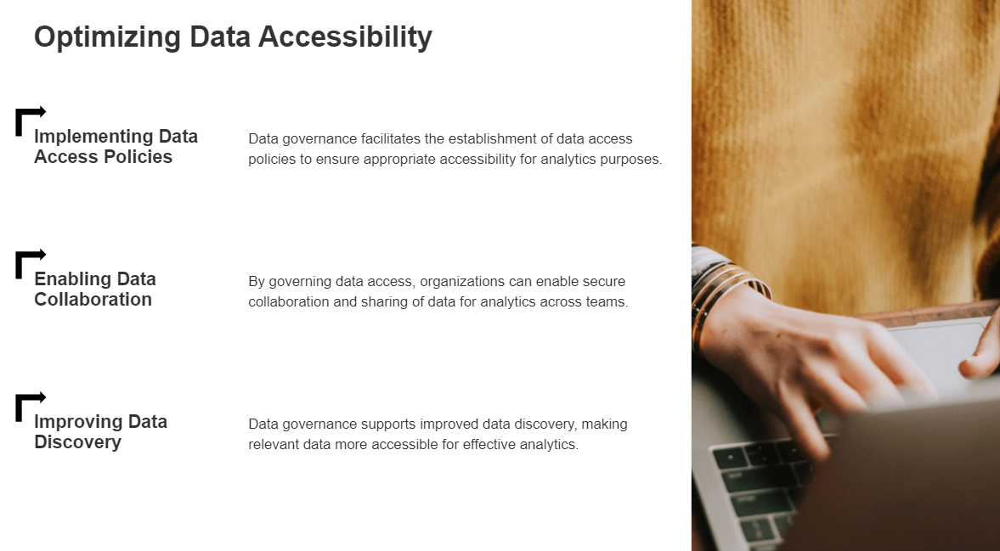 Optimizing Data Accessibility
Implementing Data
Access Policies
Data governance facilitates the establishment of data access
policies to ensure appropriate accessibility for analytics purposes.
Enabling Data
Collaboration
By governing data access, organizations can enable secure
collaboration and sharing of data for analytics across teams.
Improving Data
Discovery
Data governance supports improved data discovery, making
relevant data more accessible for effective analytics.